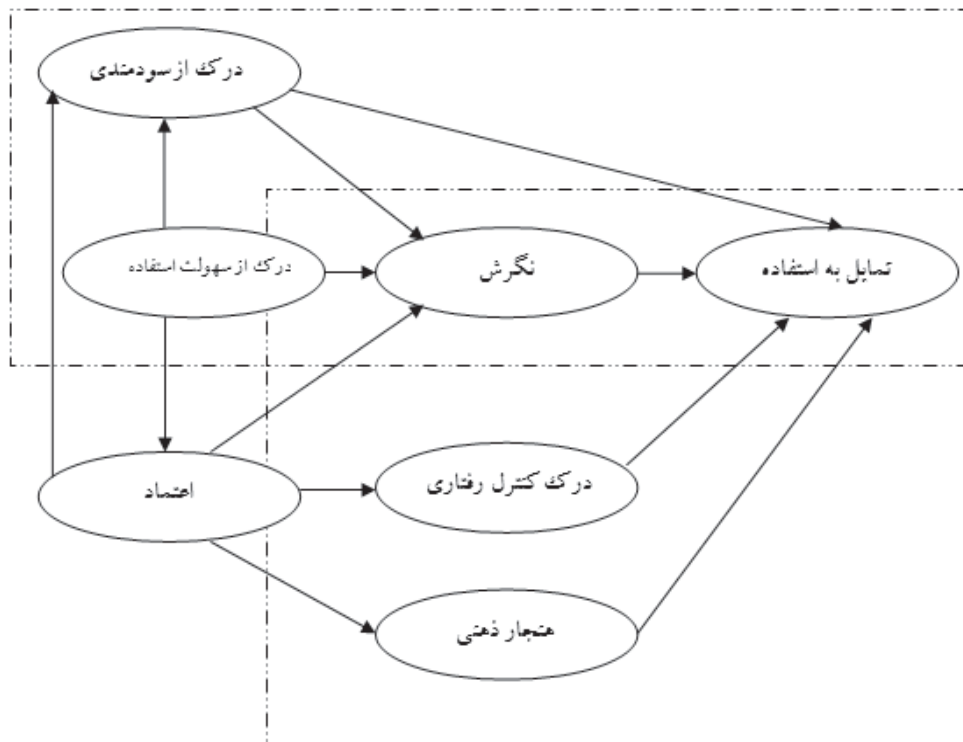 درک از سودمندی
درک از سهولت استفاده
نگرش
تمایل به استفاده
اعتماد
درک کنترل رفتاری
هنجار ذهنی